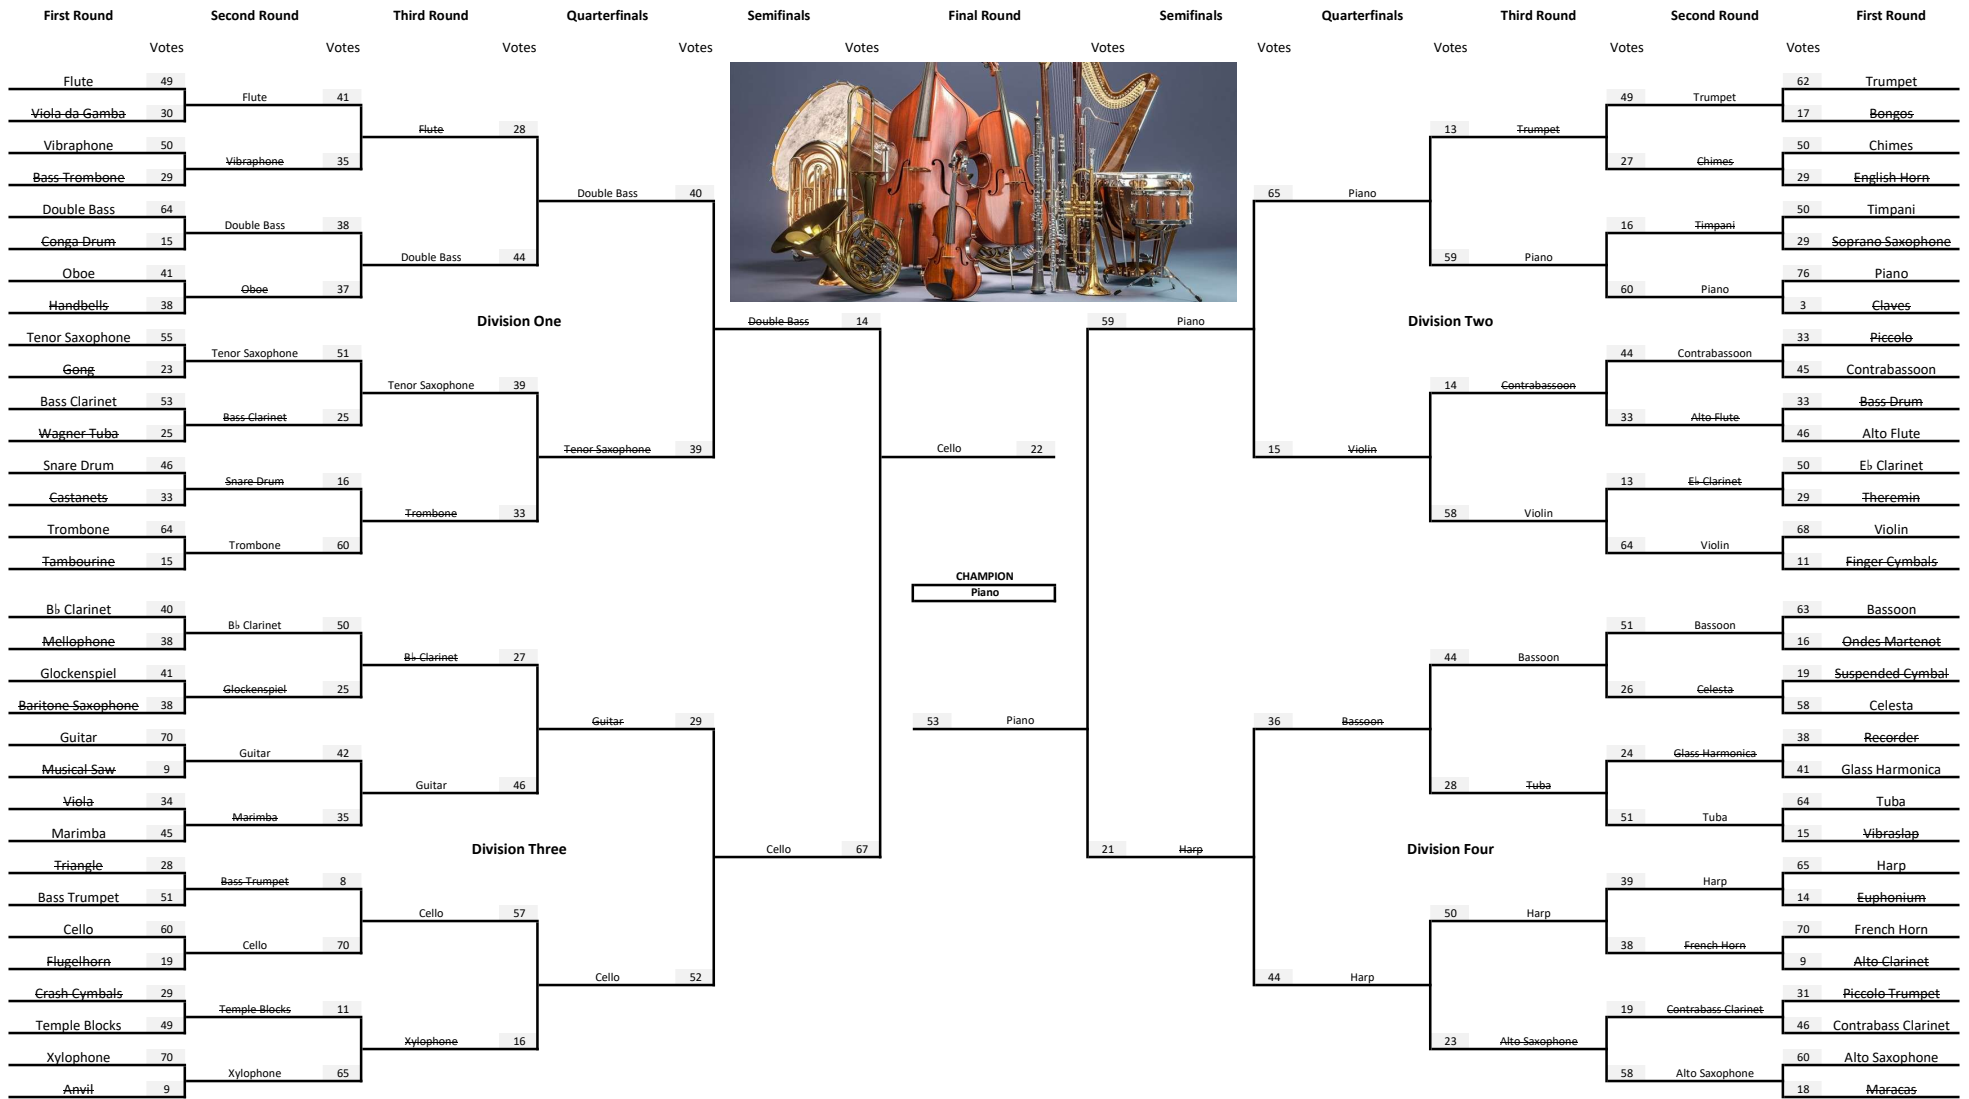 First Round Second Round Third Round Quarterfinals Semifinals Final Round Semifinals Quarterfinals Third Round Second Round First Round
Votes Votes Votes Votes Votes Votes Votes Votes Votes Votes
Flute 49 62 Trumpet
Flute 41 49 Trumpet
Viola da Gamba 30 17 Bongos
Flute 28 13 Trumpet
Vibraphone 50 50 Chimes
Vibraphone 35 27 Chimes
Bass Trombone 29 29 English Horn
Double Bass 40 65 Piano
Double Bass 64 50 Timpani
Double Bass 38 16 Timpani
Conga Drum 15 29 Soprano Saxophone
Double Bass 44 59 Piano
Oboe 41 76 Piano
Oboe 37 60 Piano
Handbells 38 3 Claves
Division One Double Bass 14 59 Piano Division Two
Tenor Saxophone 55 33 Piccolo
Tenor Saxophone 51 44 Contrabassoon
Gong 23 45 Contrabassoon
Tenor Saxophone 39 14 Contrabassoon
Bass Clarinet 53 33 Bass Drum
Bass Clarinet 25 33 Alto Flute
Wagner Tuba 25 46 Alto Flute
Tenor Saxophone 39 Cello 22 15 Violin
Snare Drum 46 50 E♭ Clarinet
Snare Drum 16 13 E♭ Clarinet
Castanets 33 29 Theremin
Trombone 33 58 Violin
Trombone 64 68 Violin
Trombone 60 64 Violin
Tambourine 15 11 Finger Cymbals
CHAMPION
Piano
B♭ Clarinet 40 63 Bassoon
B♭ Clarinet 50 51 Bassoon
Mellophone 38 16 Ondes Martenot
B♭ Clarinet 27 44 Bassoon
Glockenspiel 41 19 Suspended Cymbal
Glockenspiel 25 26 Celesta
Baritone Saxophone 38 58 Celesta
Guitar 29 53 Piano 36 Bassoon
Guitar 70 38 Recorder
Guitar 42 24 Glass Harmonica
Musical Saw 9 41 Glass Harmonica
Guitar 46 28 Tuba
Viola 34 64 Tuba
Marimba 35 51 Tuba
Marimba 45 15 Vibraslap
Division Three Cello 67 21 Harp Division Four
Triangle 28 65 Harp
Bass Trumpet 8 39 Harp
Bass Trumpet 51 14 Euphonium
Cello 57 50 Harp
Cello 60 70 French Horn
Cello 70 38 French Horn
Flugelhorn 19 9 Alto Clarinet
Cello 52 44 Harp
Crash Cymbals 29 31 Piccolo Trumpet
Temple Blocks 11 19 Contrabass Clarinet
Temple Blocks 49 46 Contrabass Clarinet
Xylophone 16 23 Alto Saxophone
Xylophone 70 60 Alto Saxophone
Xylophone 65 58 Alto Saxophone
Anvil 9 18 Maracas